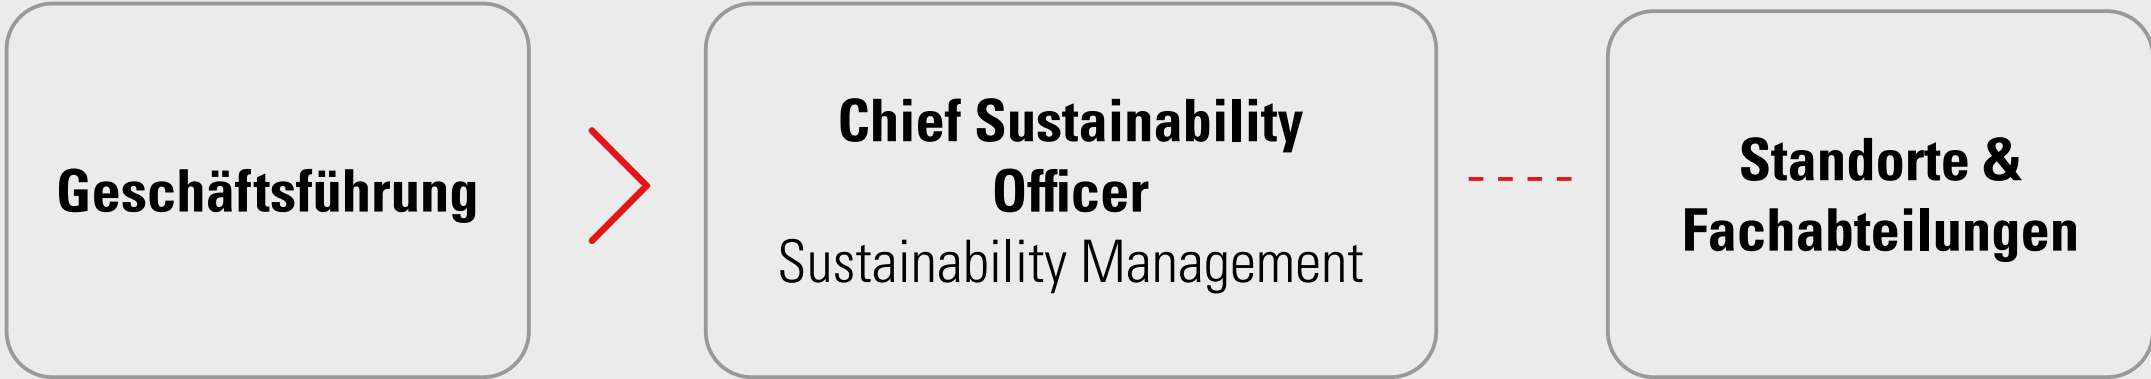 Geschäftsführung
Chief Sustainability
Officer
Sustainability Management
Standorte &
Fachabteilungen